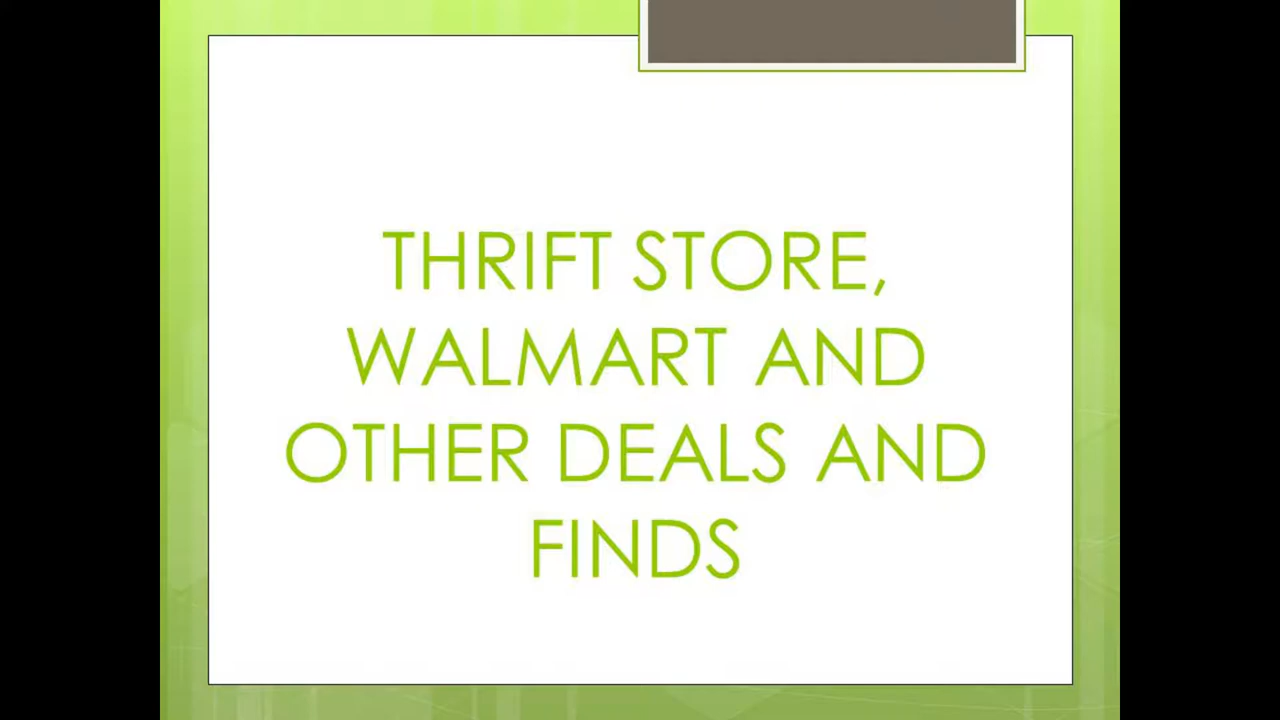 THRIFT STORE,
WALMART AND
OTHER DEALS AND
FINDS